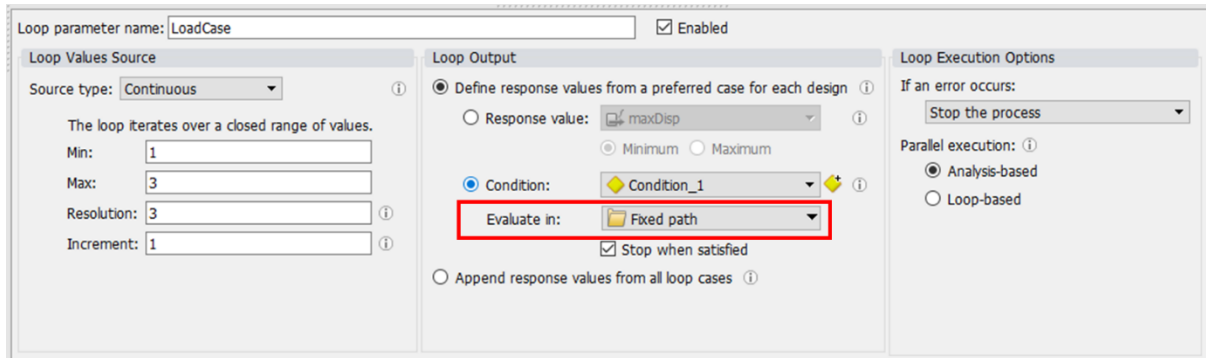 Loop parameter name: LoadCase
Enabled
Loop Values Source
Source type: Continuous
The loop iterates over a closed range of values.
Min: 1
Max: 3
Resolution: 3
Increment: 1
Loop Output
Define response values from a preferred case for each design
Response value: maxDisp
Minimum Maximum
Condition: Condition_1
Evaluate in: Fixed path
Stop when satisfied
Append response values from all loop cases
Loop Execution Options
If an error occurs:
Stop the process
Parallel execution:
Analysis-based
Loop-based